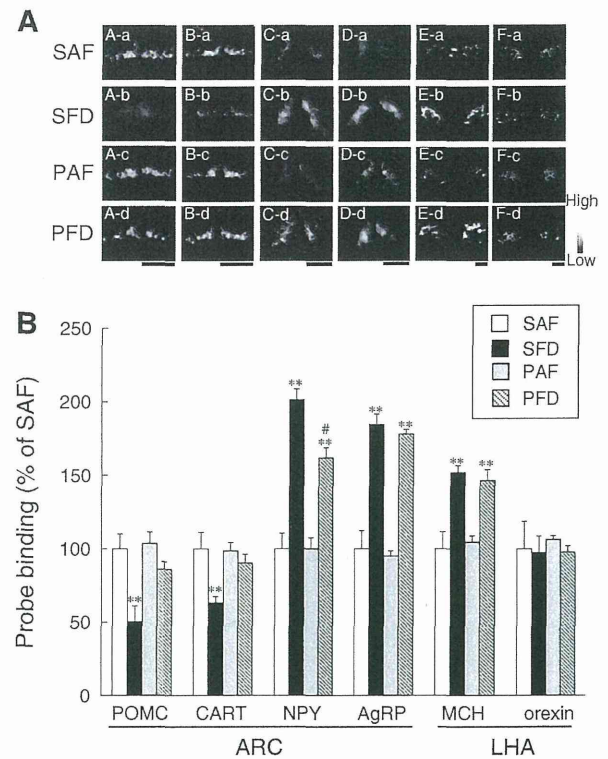 A
A-a B-a C-a D-a E-a F-a
SAF
A-b B-b C-b D-b E-b F-b
SFD
A-c B-c C-c D-c E-c F-c
PAF
High
A-d B-d C-d D-d E-d F-d
PFD
Low
B
250
200
150
100
50
0
Probe binding (% of SAF)
SAF
SFD
PAF
PFD
** ** # ** ** ** ** ** **
POMC CART NPY AgRP MCH orexin
ARC LHA